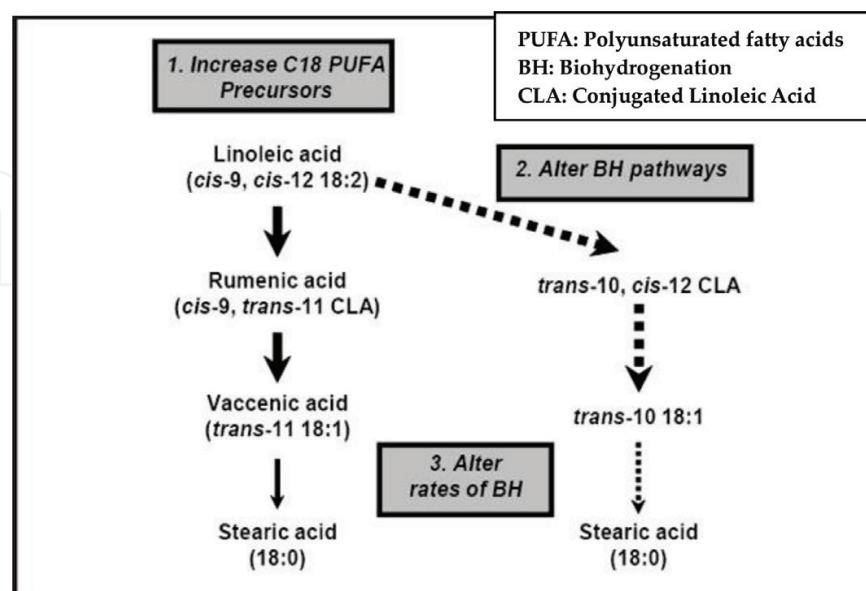 PUFA: Polyunsaturated fatty acids
BH: Biohydrogenation
CLA: Conjugated Linoleic Acid
1. Increase C18 PUFA
Precursors
Linoleic acid
(cis-9, cis-12 18:2)
2. Alter BH pathways
Rumenic acid
(cis-9, trans-11 CLA)
trans-10, cis-12 CLA
Vaccenic acid
(trans-11 18:1)
trans-10 18:1
3. Alter
rates of BH
Stearic acid
(18:0)
Stearic acid
(18:0)